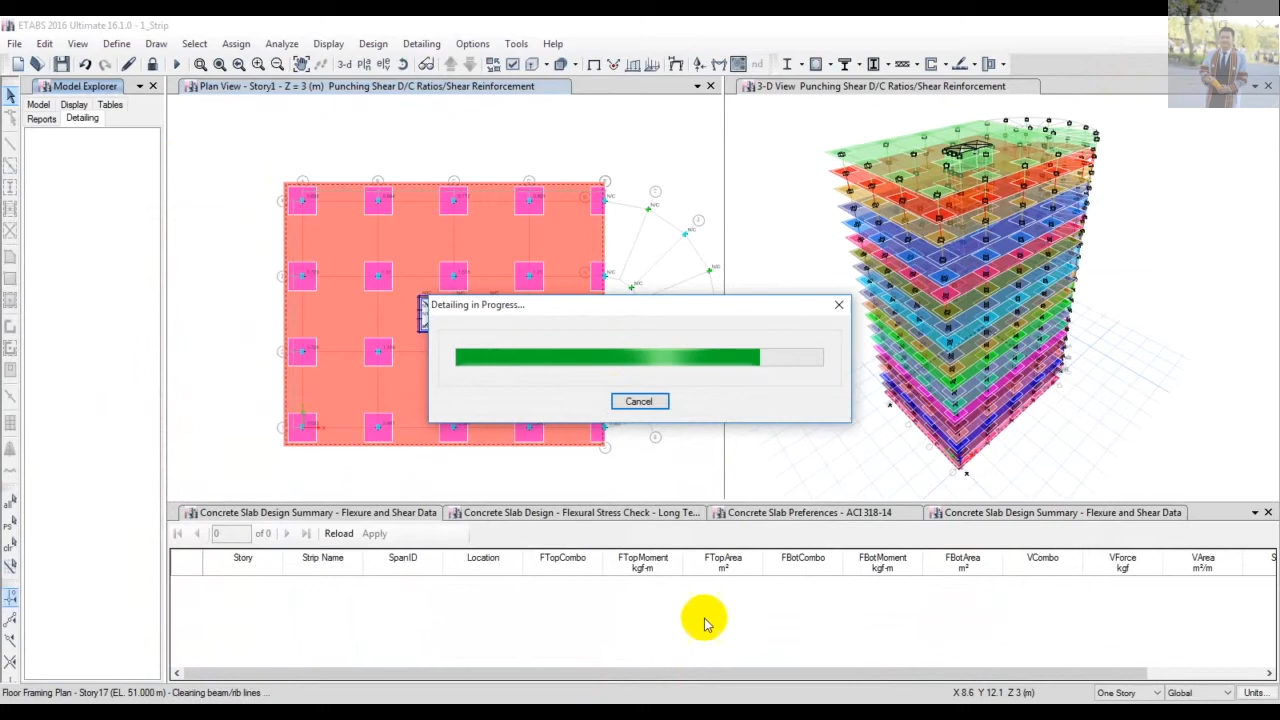 ETABS 2016 Ultimate 16.1.0 - 1_Strip
File Edit View Define Draw Select Assign Analyze Display Design Detailing Options Tools Help
3-d nd
Model Explorer
Plan View - Story1 - Z = 3 (m) Punching Shear D/C Ratios/Shear Reinforcement
3-D View Punching Shear D/C Ratios/Shear Reinforcement
Model Display Tables
Reports Detailing
Detailing in Progress...
Cancel
all
PS
clr
Concrete Slab Design Summary - Flexure and Shear Data
Concrete Slab Design - Flexural Stress Check - Long Te...
Concrete Slab Preferences - ACI 318-14
Concrete Slab Design Summary - Flexure and Shear Data
0 of 0 Reload Apply
Story Strip Name SpanID Location FTopCombo FTopMoment kgf-m FTopArea m² FBotCombo FBotMoment kgf-m FBotArea m² VCombo VForce kgf VArea m²/m S
Floor Framing Plan - Story17 (EL. 51.000 m) - Cleaning beam/rib lines ...
X 8.6 Y 12.1 Z 3 (m)
One Story Global Units...